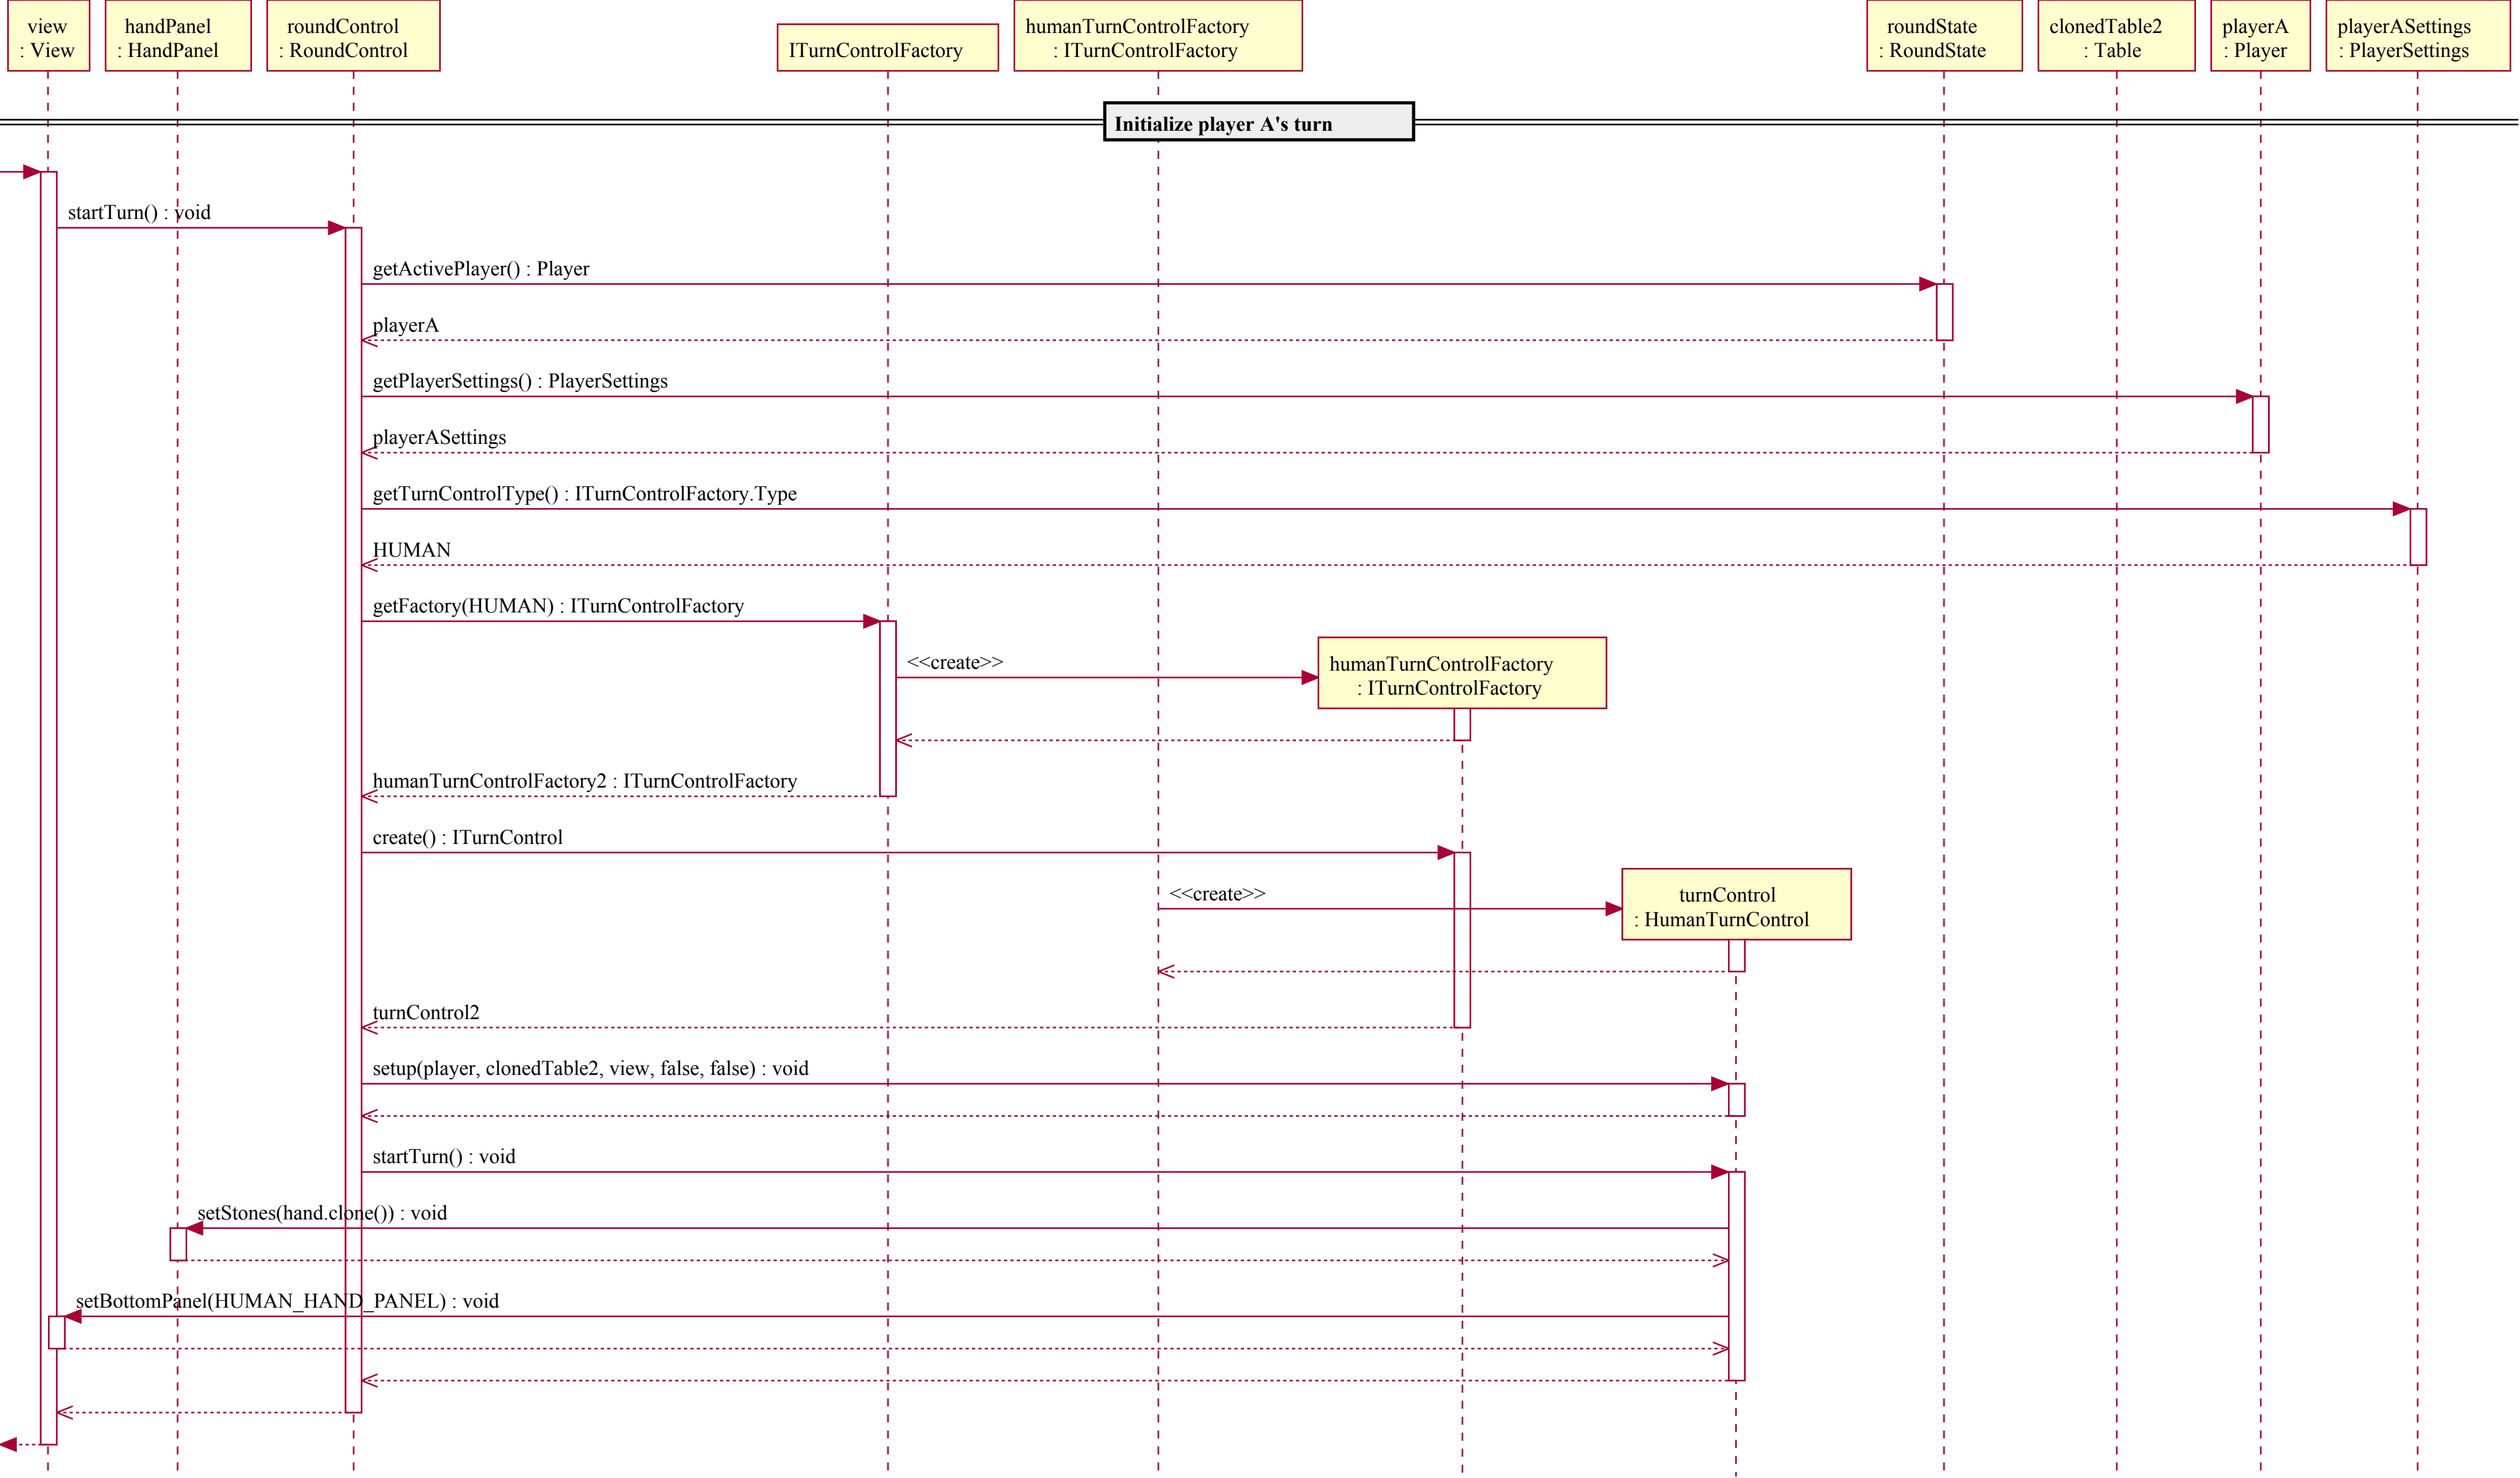 view
: View
handPanel
: HandPanel
roundControl
: RoundControl
ITurnControlFactory
humanTurnControlFactory
: ITurnControlFactory
roundState
: RoundState
clonedTable2
: Table
playerA
: Player
playerASettings
: PlayerSettings
Initialize player A's turn
startTurn() : void
getActivePlayer() : Player
playerA
getPlayerSettings() : PlayerSettings
playerASettings
getTurnControlType() : ITurnControlFactory.Type
HUMAN
getFactory(HUMAN) : ITurnControlFactory
<<create>>
humanTurnControlFactory
: ITurnControlFactory
humanTurnControlFactory2 : ITurnControlFactory
create() : ITurnControl
<<create>>
turnControl
: HumanTurnControl
turnControl2
setup(player, clonedTable2, view, false, false) : void
startTurn() : void
setStones(hand.clone()) : void
setBottomPanel(HUMAN_HAND_PANEL) : void